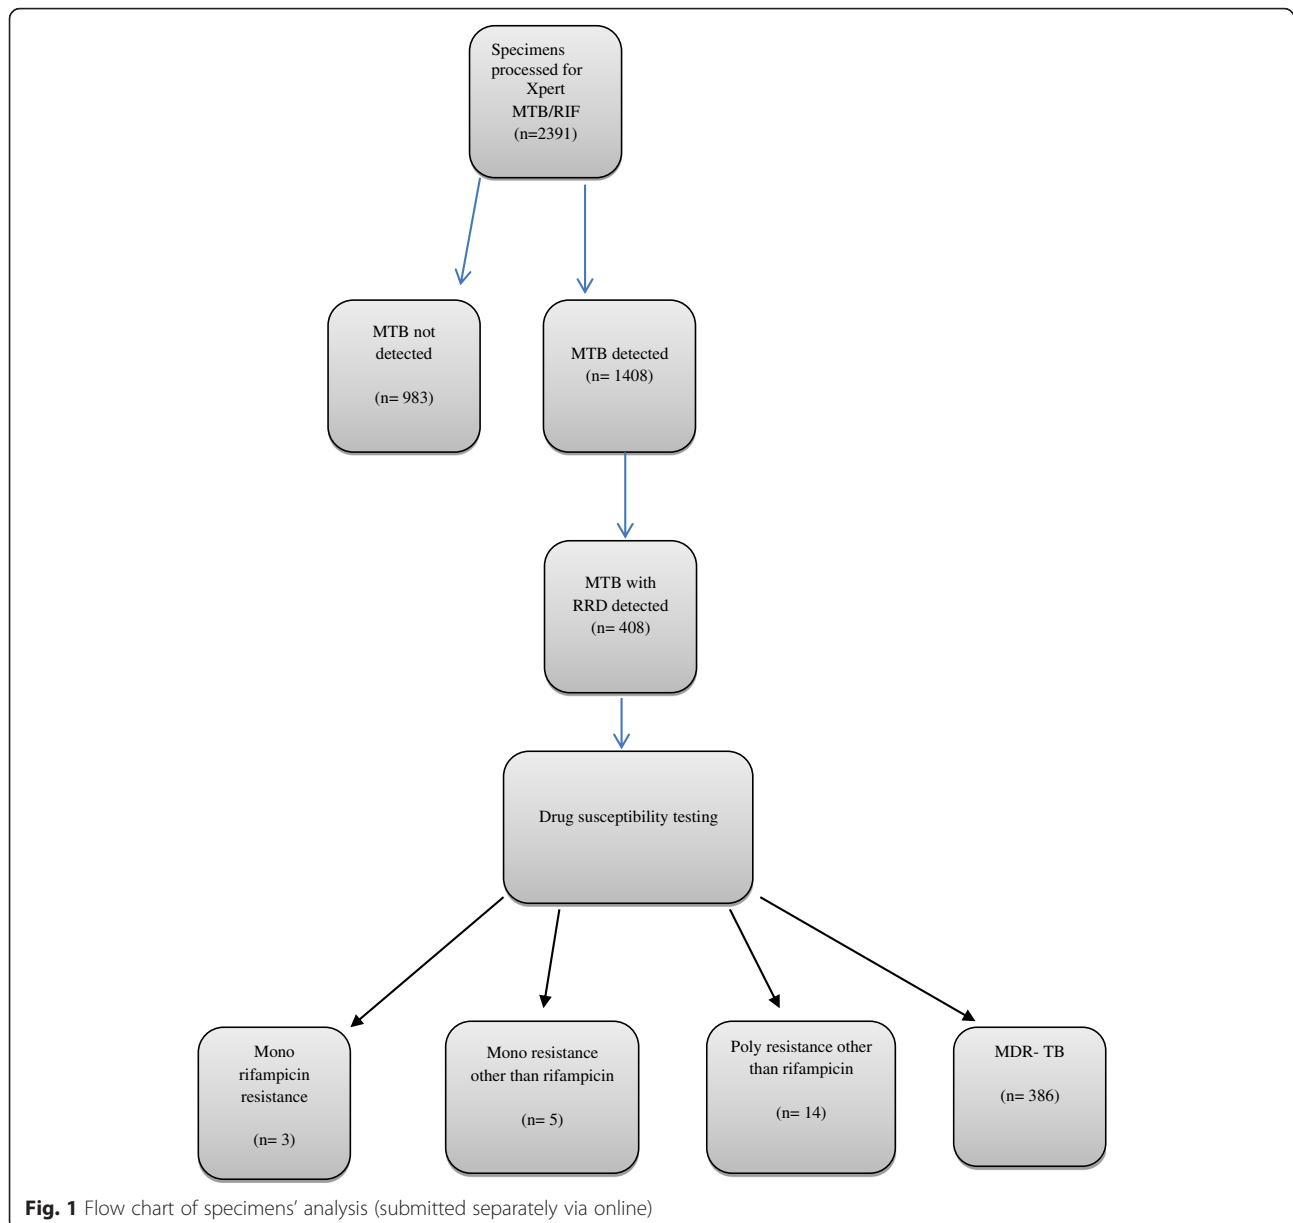 Specimens
processed for
Xpert
MTB/RIF
(n=2391)
MTB not
detected
(n= 983)
MTB detected
(n= 1408)
MTB with
RRD detected
(n= 408)
Drug susceptibility testing
Mono
rifampicin
resistance
(n= 3)
Mono resistance
other than rifampicin
(n= 5)
Poly resistance other
than rifampicin
(n= 14)
MDR- TB
(n= 386)
Fig. 1 Flow chart of specimens’ analysis (submitted separately via online)